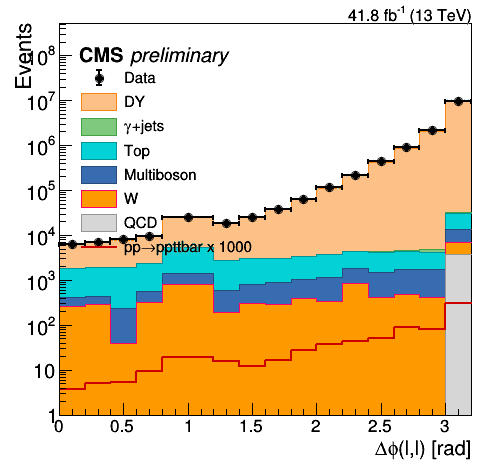 41.8 fb⁻¹ (13 TeV)
Events
CMS preliminary
Data
DY
γ+jets
Top
Multiboson
W
QCD
pp→ppttbar x 1000
10⁸
10⁷
10⁶
10⁵
10⁴
10³
10²
10
1
0 0.5 1 1.5 2 2.5 3
Δϕ(l,l) [rad]